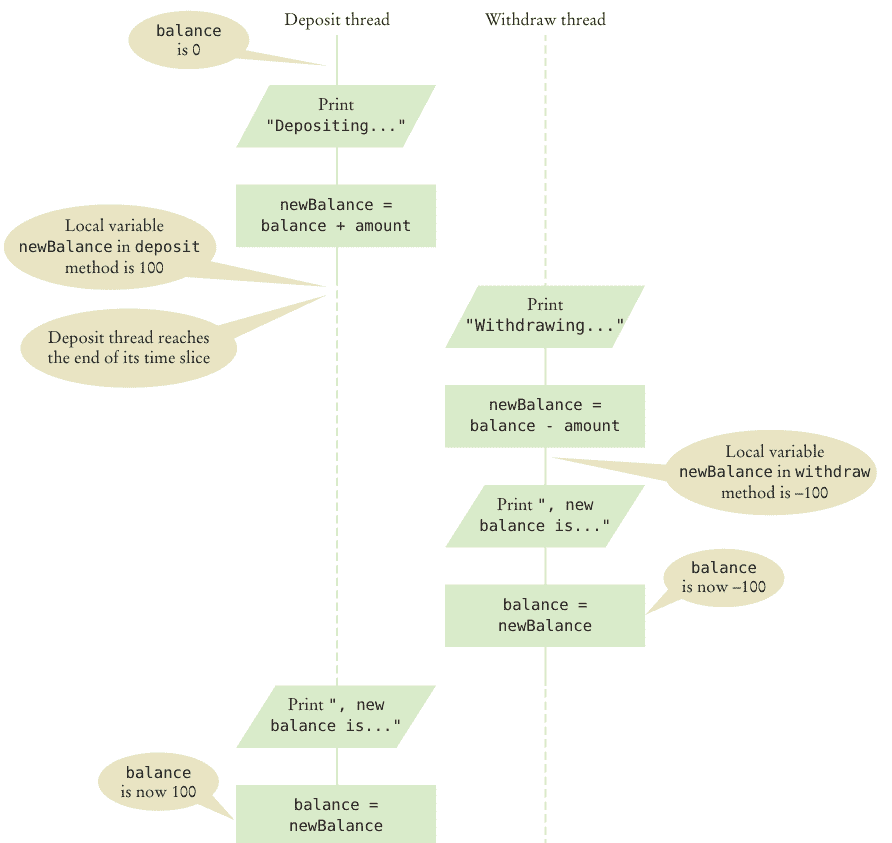 Deposit thread
Withdraw thread
balance
is 0
Print
"Depositing..."
newBalance =
balance + amount
Local variable
newBalance in deposit
method is 100
Deposit thread reaches
the end of its time slice
Print
"Withdrawing..."
newBalance =
balance - amount
Local variable
newBalance in withdraw
method is –100
Print ", new
balance is..."
balance
is now –100
balance =
newBalance
Print ", new
balance is..."
balance
is now 100
balance =
newBalance